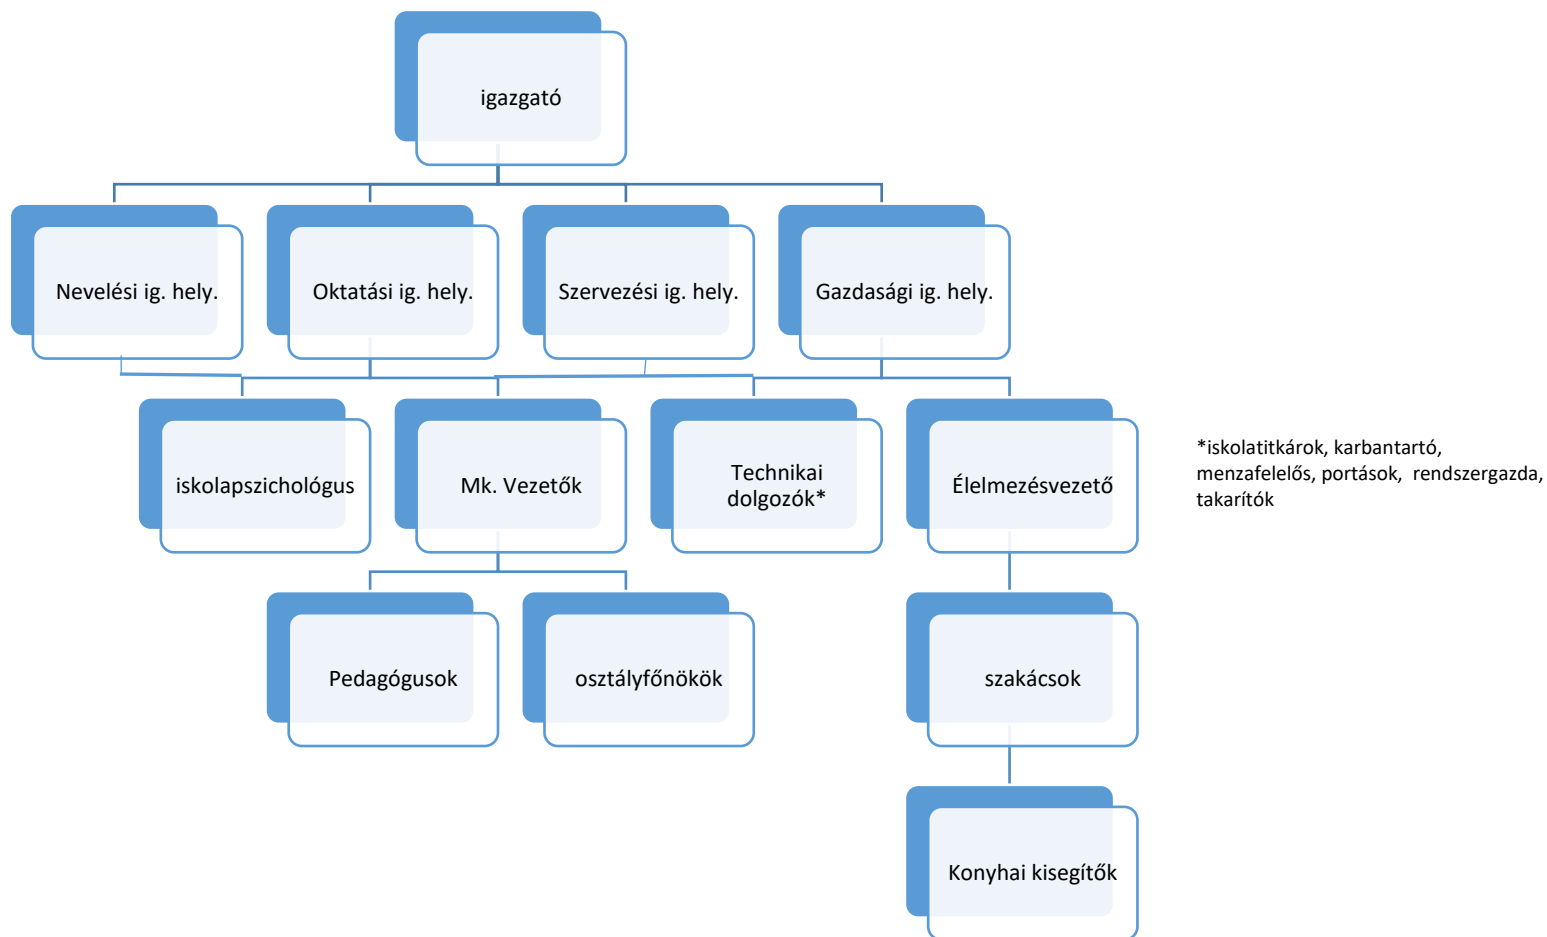 igazgató
Nevelési ig. hely.
Oktatási ig. hely.
Szervezési ig. hely.
Gazdasági ig. hely.
iskolapszichológus
Mk. Vezetők
Technikai
dolgozók*
Élelmezésvezető
*iskolatitkárok, karbantartó,
menzafelelős, portások, rendszergazda,
takarítók
Pedagógusok
osztályfőnökök
szakácsok
Konyhai kisegítők